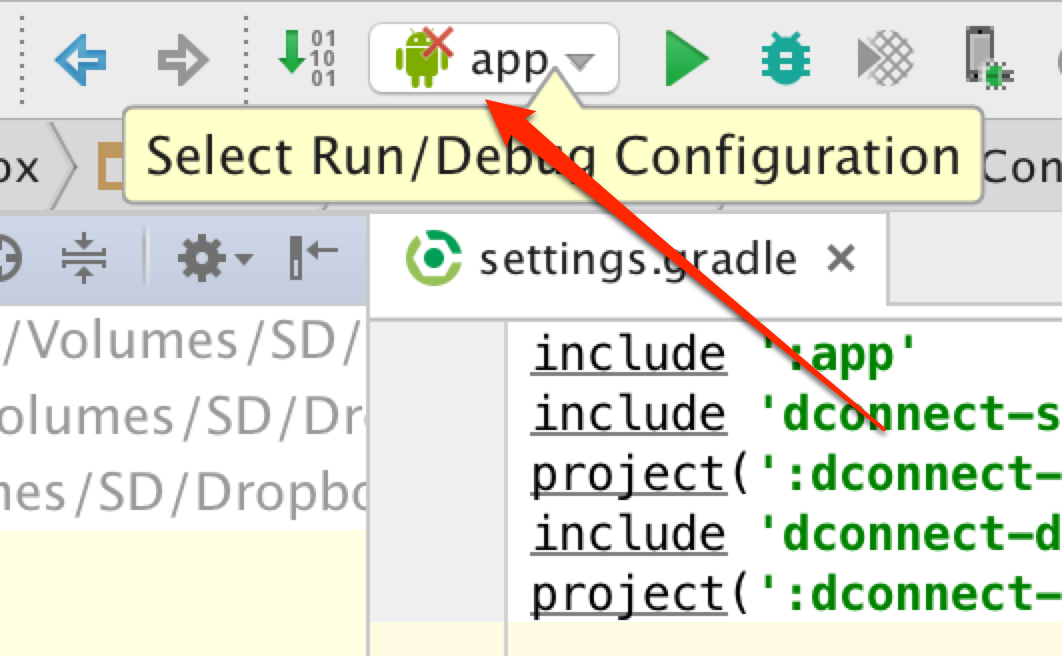 01
10
01
app
Select Run/Debug Configuration
ox
Con
settings.gradle
/Volumes/SD/
olumes/SD/Dr
nes/SD/Dropbo
include ':app'
include 'dconnect-s
project(':dconnect-
include 'dconnect-d
project(':dconnect-